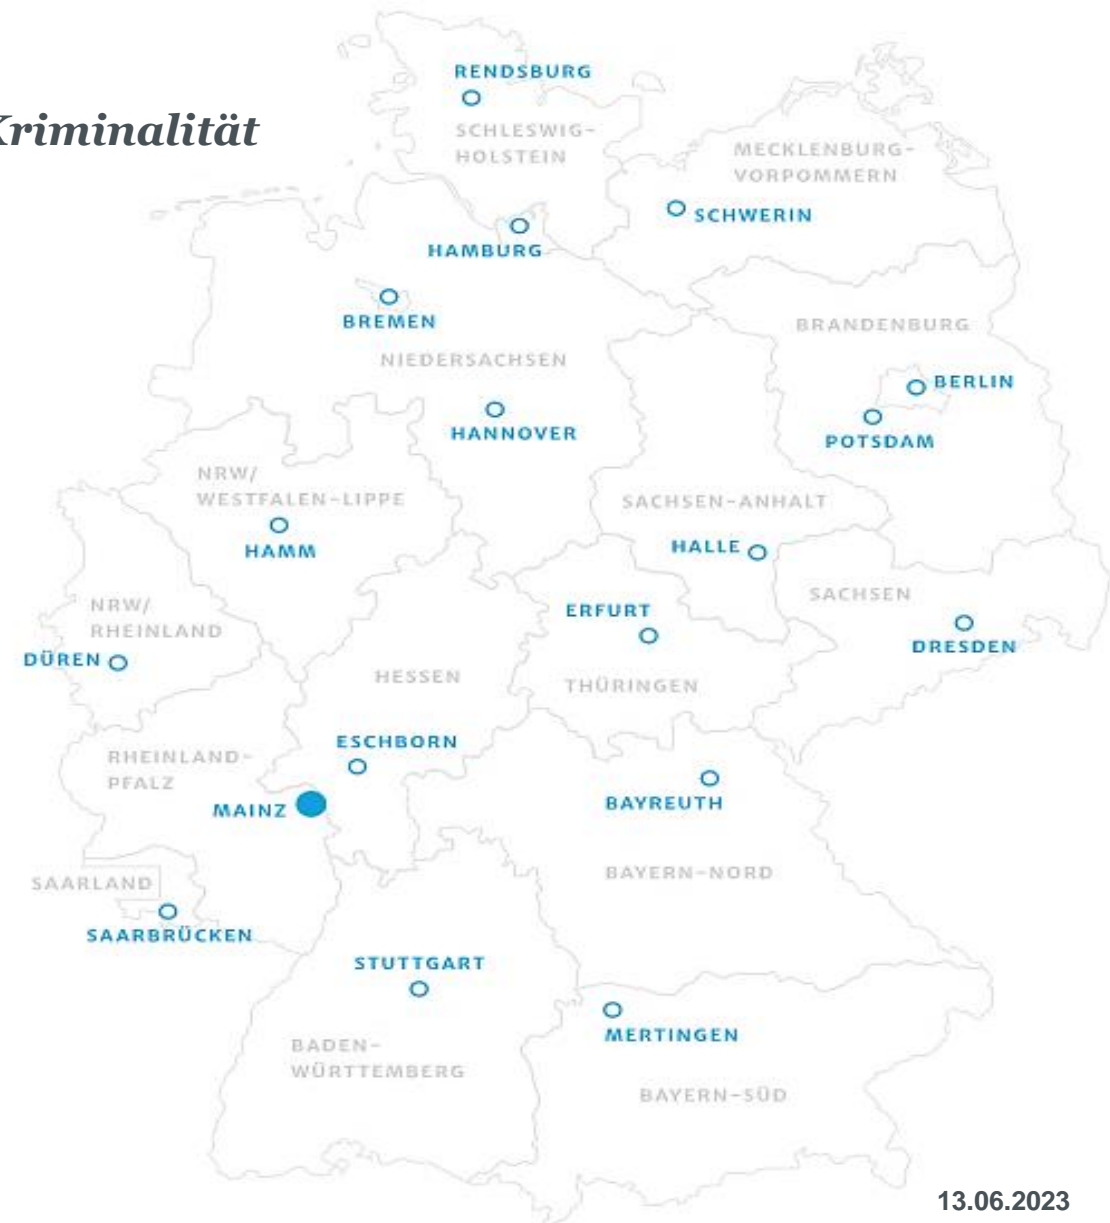 RENDSBURG
Kriminalität
SCHLESWIG-
HOLSTEIN
MECKLENBURG-
VORPOMMERN
SCHWERIN
HAMBURG
BREMEN
BRANDENBURG
NIEDERSACHSEN
BERLIN
HANNOVER
POTSDAM
NRW/
WESTFALEN-LIPPE
SACHSEN-ANHALT
HAMM
HALLE
SACHSEN
NRW/
RHEINLAND
ERFURT
DRESDEN
DÜREN
HESSEN
THÜRINGEN
ESCHBORN
RHEINLAND-
PFALZ
BAYREUTH
MAINZ
BAYERN-NORD
SAARLAND
SAARBRÜCKEN
STUTTGART
MERTINGEN
BADEN-
WÜRTTEMBERG
BAYERN-SÜD
13.06.2023